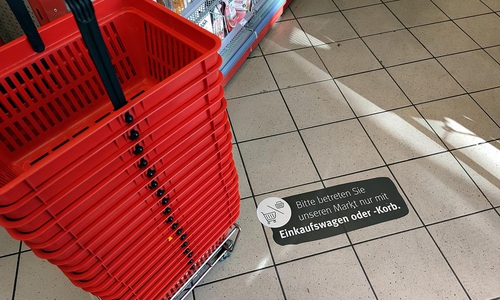 Bitte betreten Sie
unseren Markt nur mit
Einkaufswagen oder -Korb.